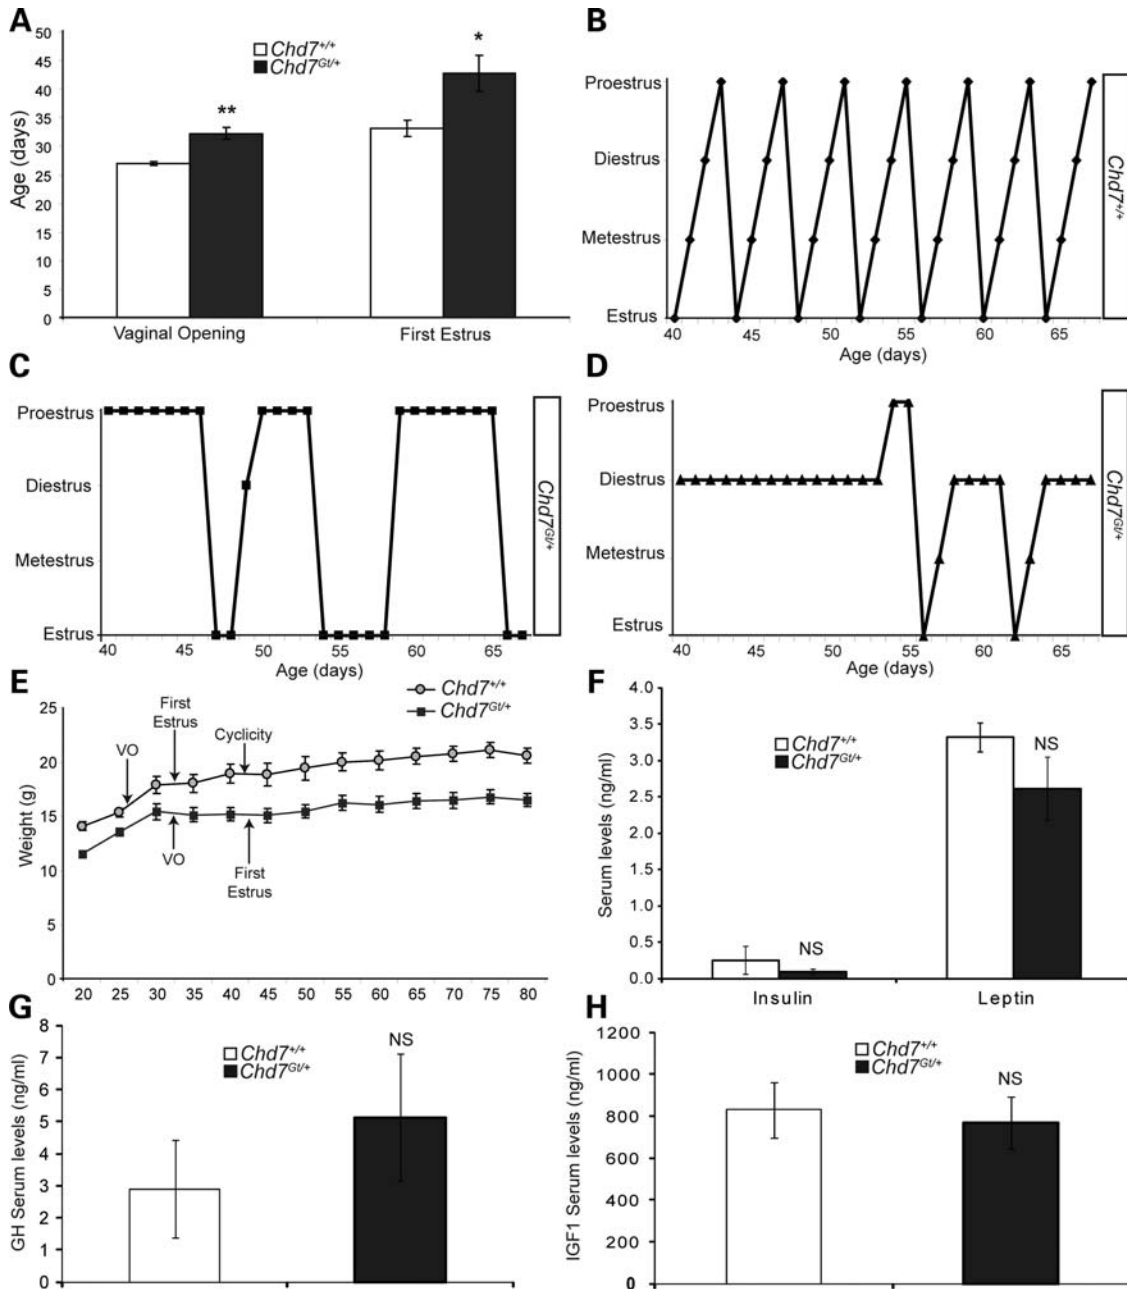 A
50
45
40
35
30
25
20
15
10
5
0
Age (days)
Chd7+/+
Chd7Gt/+
**
*
Vaginal Opening
First Estrus
B
Proestrus
Diestrus
Metestrus
Estrus
40 45 50 55 60 65
Age (days)
Chd7+/+
C
Proestrus
Diestrus
Metestrus
Estrus
40 45 50 55 60 65
Age (days)
Chd7Gt/+
D
Proestrus
Diestrus
Metestrus
Estrus
40 45 50 55 60 65
Age (days)
Chd7Gt/+
E
Chd7+/+
Chd7Gt/+
25
20
15
10
5
0
Weight (g)
VO
First
Estrus
Cyclicity
VO
First
Estrus
20 25 30 35 40 45 50 55 60 65 70 75 80
F
4.0
3.5
3.0
2.5
2.0
1.5
1.0
0.5
0.0
Serum levels (ng/ml)
Chd7+/+
Chd7Gt/+
NS
NS
Insulin
Leptin
G
8
7
6
5
4
3
2
1
0
GH Serum levels (ng/ml)
Chd7+/+
Chd7Gt/+
NS
H
1200
1000
800
600
400
200
0
IGF1 Serum levels (ng/ml)
Chd7+/+
Chd7Gt/+
NS